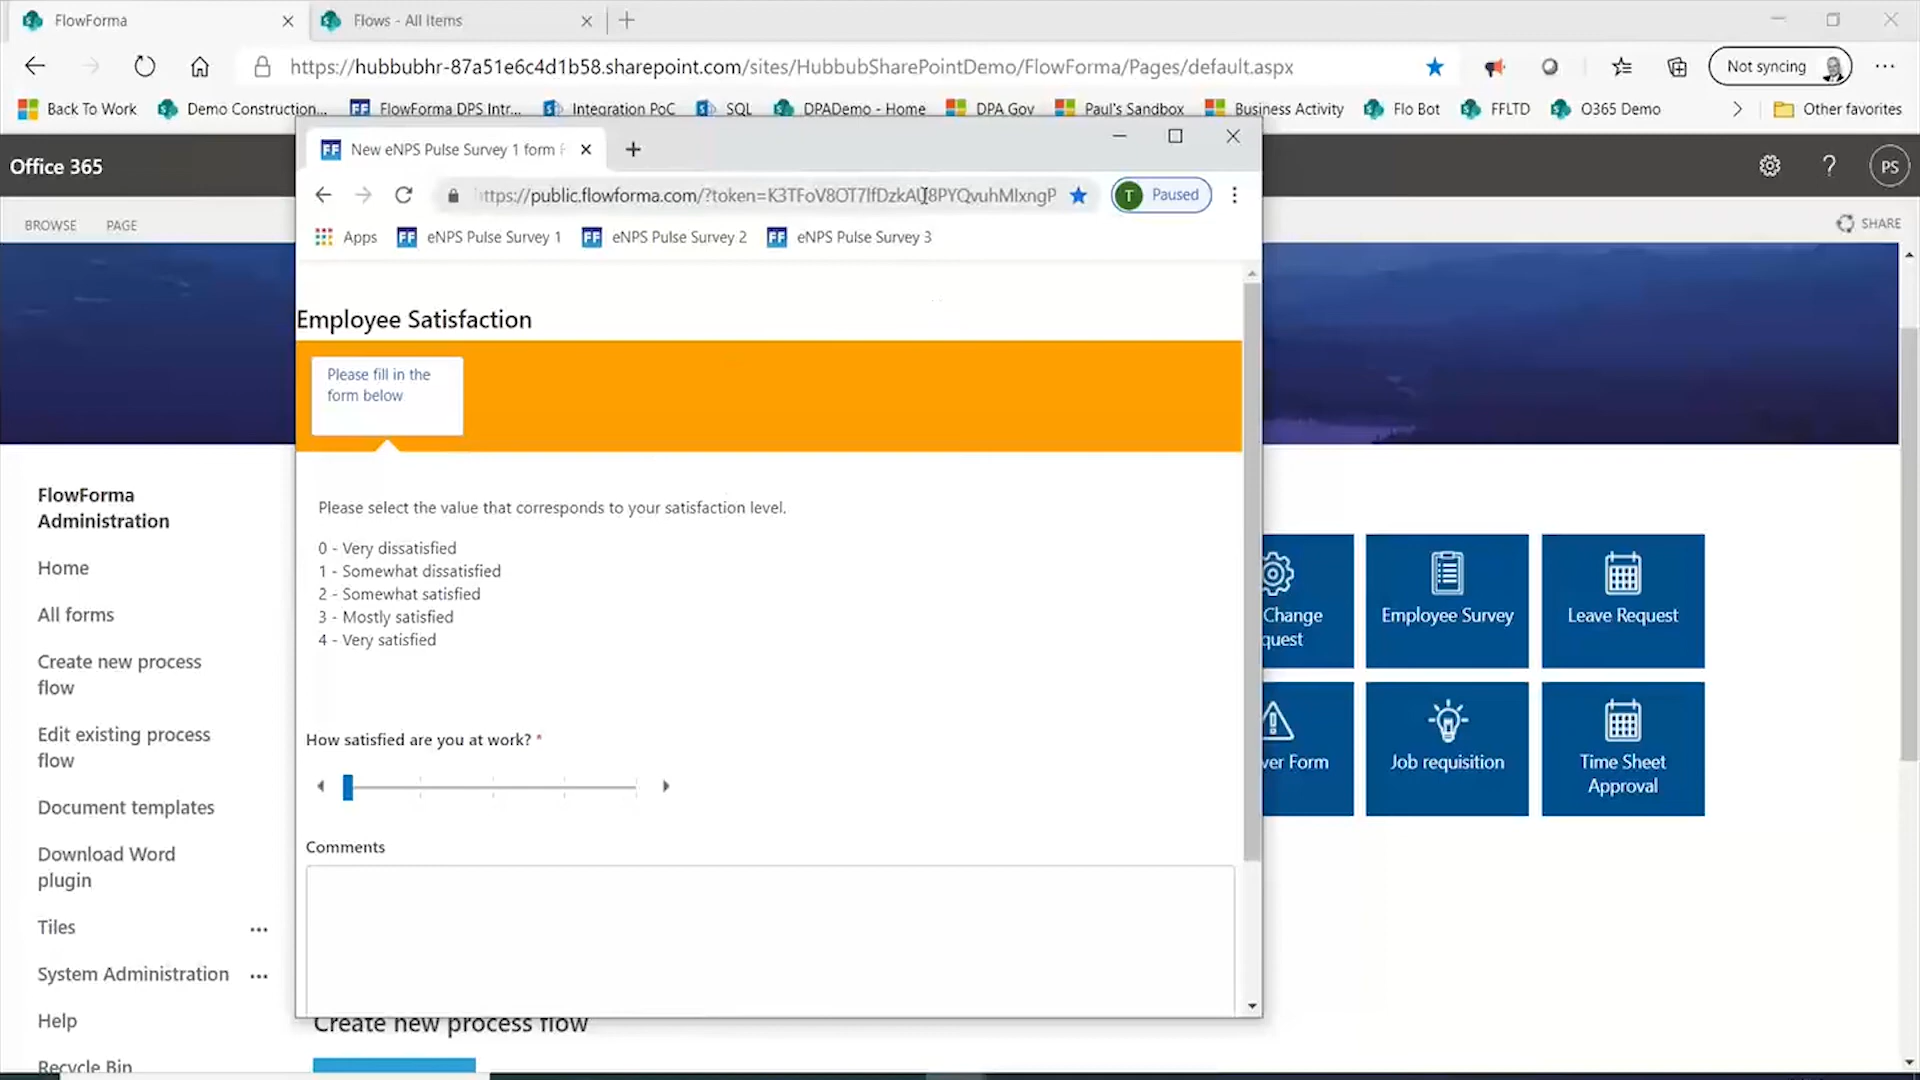 FlowForma
Flows - All Items
https://hubbubhr-87a51e6c4d1b58.sharepoint.com/sites/HubbubSharePointDemo/FlowForma/Pages/default.aspx
Not syncing
Back To Work
Demo Construction...
FlowForma DPS Intr...
Integration PoC
SQL
DPADemo - Home
DPA Gov
Paul's Sandbox
Business Activity
Flo Bot
FFLTD
O365 Demo
Other favorites
Office 365
PS
BROWSE
PAGE
SHARE
FF New eNPS Pulse Survey 1 form
T Paused
Apps
FF eNPS Pulse Survey 1
FF eNPS Pulse Survey 2
FF eNPS Pulse Survey 3
Employee Satisfaction
Please fill in the
form below
Please select the value that corresponds to your satisfaction level.
0 - Very dissatisfied
1 - Somewhat dissatisfied
2 - Somewhat satisfied
3 - Mostly satisfied
4 - Very satisfied
How satisfied are you at work? *
Comments
FlowForma
Administration
Home
All forms
Create new process
flow
Edit existing process
flow
Document templates
Download Word
plugin
Tiles
System Administration
Help
Recycle Bin
Change
quest
Employee Survey
Leave Request
ver Form
Job requisition
Time Sheet
Approval
Create new process flow